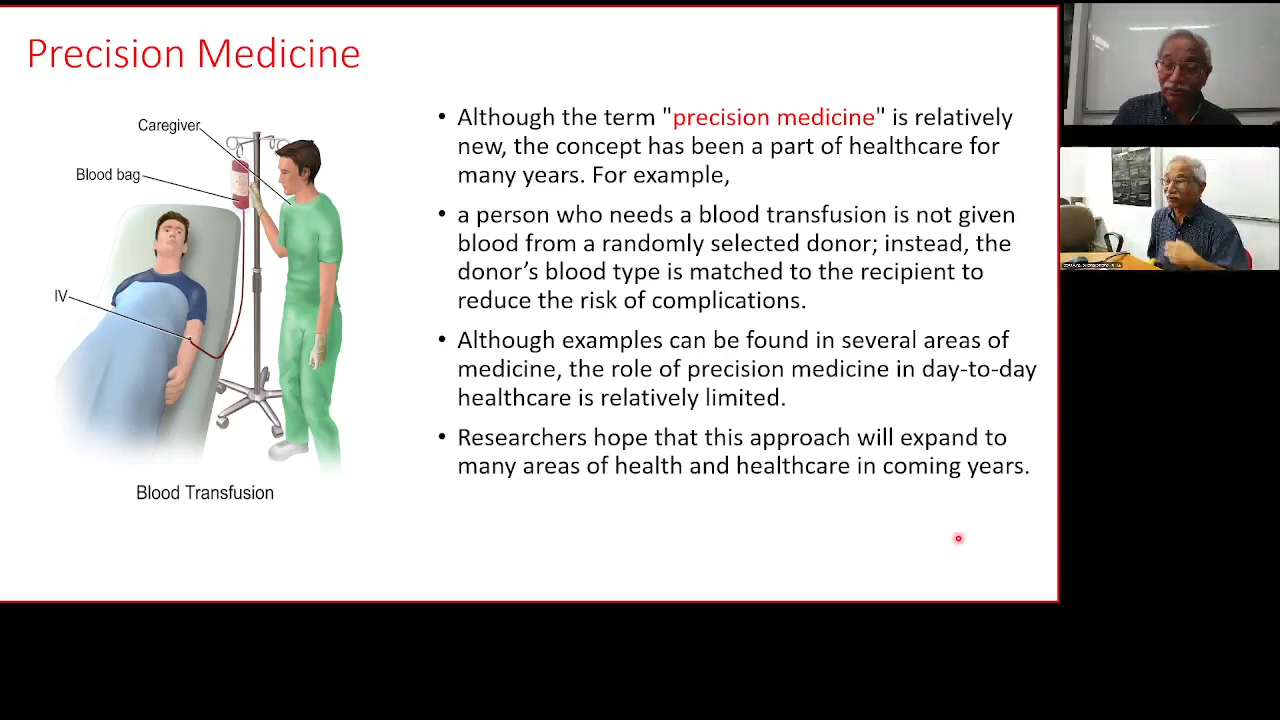 Precision Medicine
Caregiver
Blood bag
IV
Blood Transfusion
• Although the term "precision medicine" is relatively
new, the concept has been a part of healthcare for
many years. For example,
• a person who needs a blood transfusion is not given
blood from a randomly selected donor; instead, the
donor’s blood type is matched to the recipient to
reduce the risk of complications.
• Although examples can be found in several areas of
medicine, the role of precision medicine in day-to-day
healthcare is relatively limited.
• Researchers hope that this approach will expand to
many areas of health and healthcare in coming years.